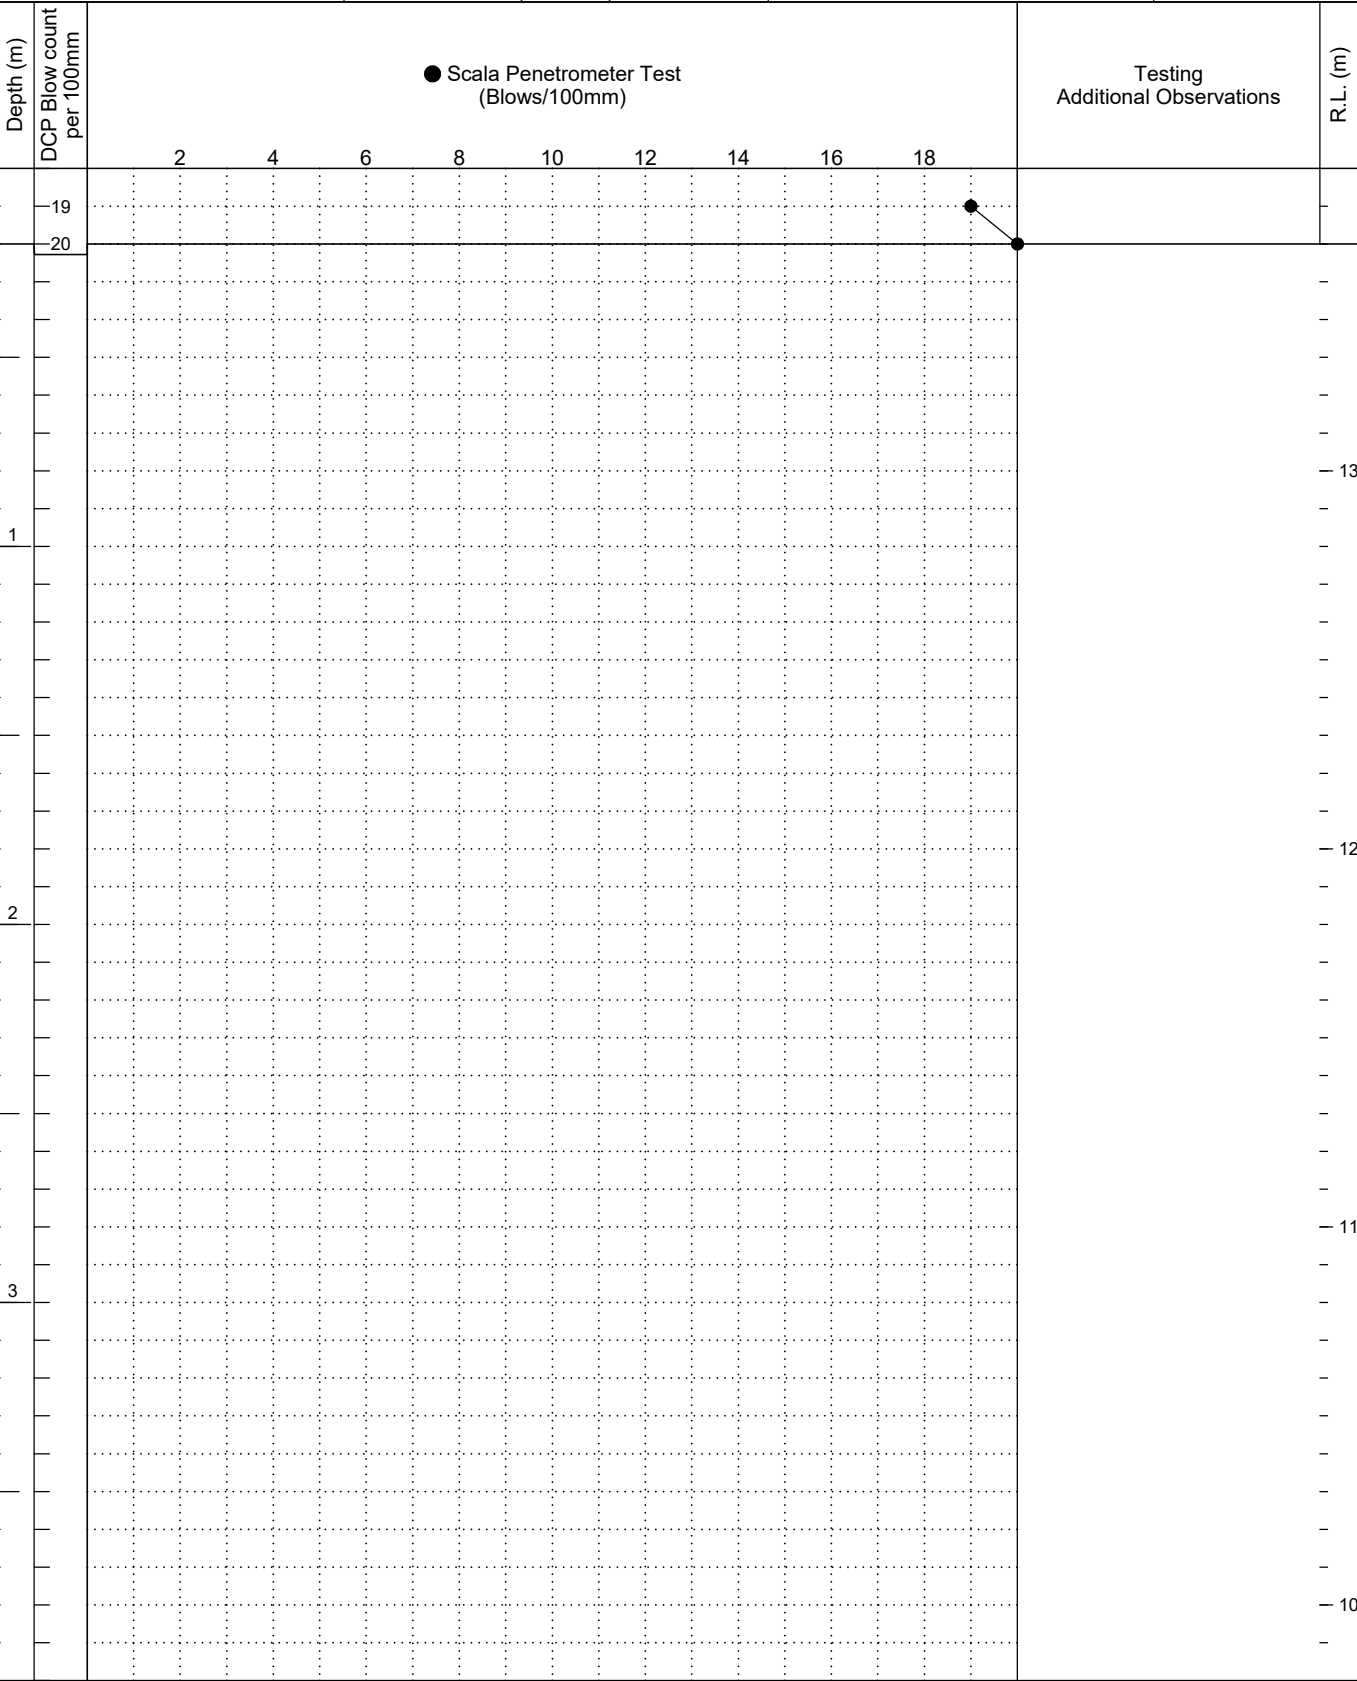 Depth (m)
DCP Blow count
per 100mm
Scala Penetrometer Test
(Blows/100mm)
Testing
Additional Observations
R.L. (m)
2 4 6 8 10 12 14 16 18
19
20
13
1
12
2
11
3
10